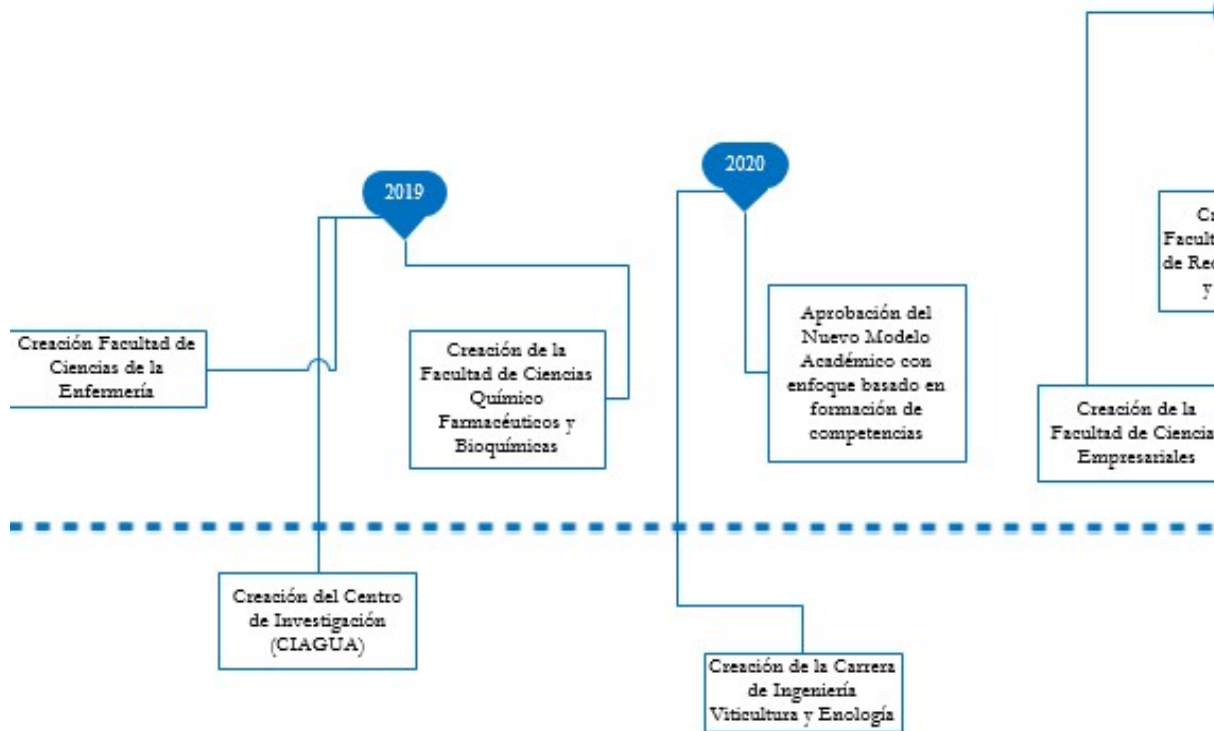 2019
2020
Creación Facultad de
Ciencias de la
Enfermería
Creación de la
Facultad de Ciencias
Químico
Farmacéuticos y
Bioquímicas
Aprobación del
Nuevo Modelo
Académico con
enfoque basado en
formación de
competencias
de
y
Creación de la
Facultad de Ciencias
Empresariales
Creación del Centro
de Investigación
(CIAGUA)
Creación de la Carrera
de Ingeniería
Viticultura y Enología